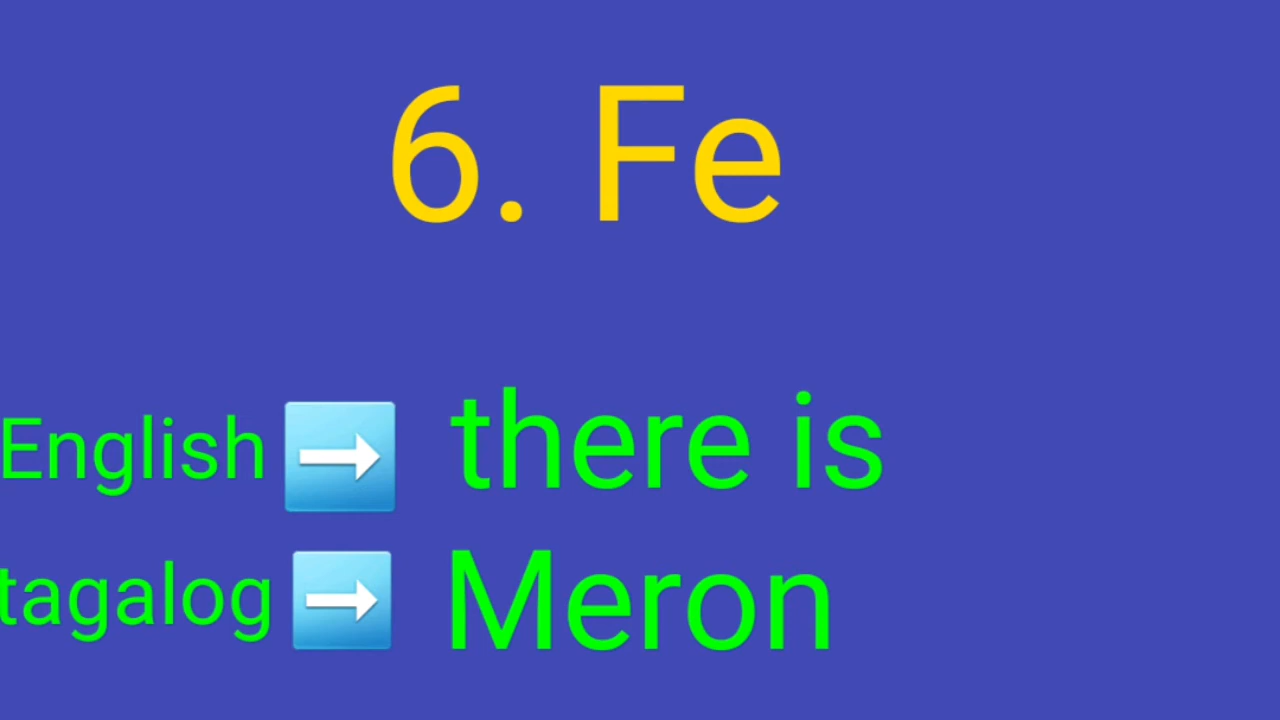 6. Fe
English ➡️ there is
tagalog ➡️ Meron